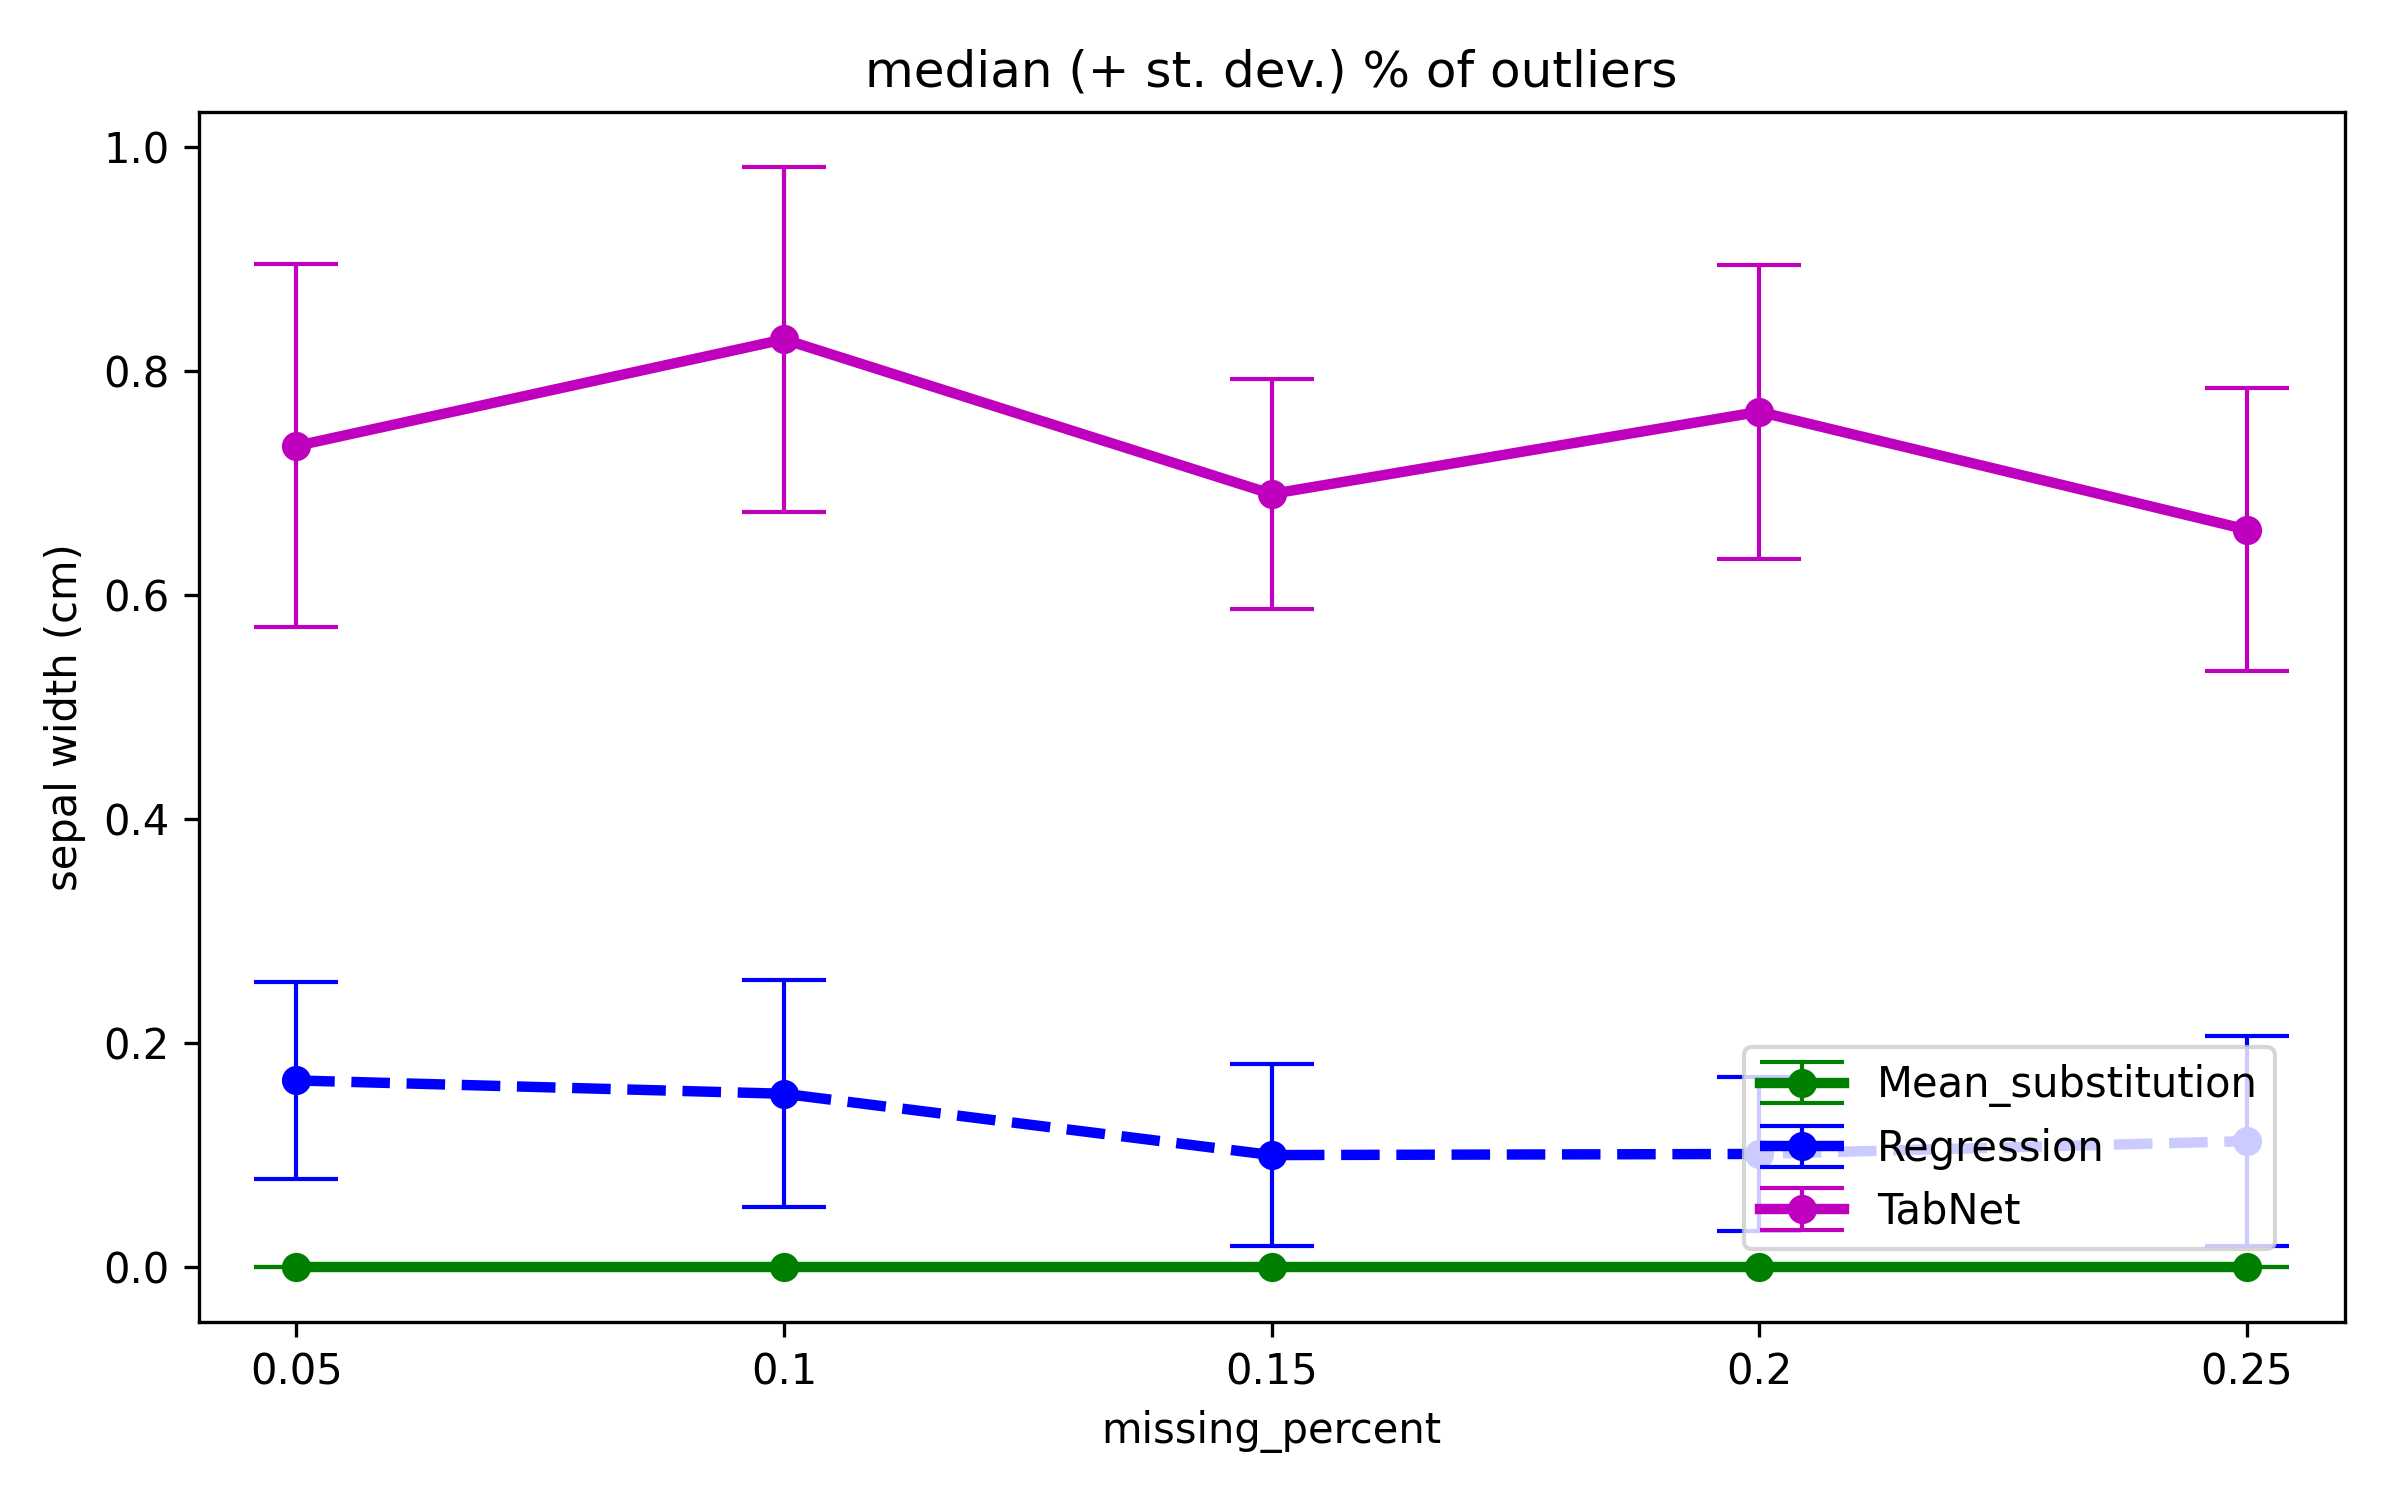 median (+ st. dev.) % of outliers
1.0
0.8
0.6
0.4
0.2
0.0
sepal width (cm)
Mean_substitution
Regression
TabNet
0.05 0.1 0.15 0.2 0.25
missing_percent